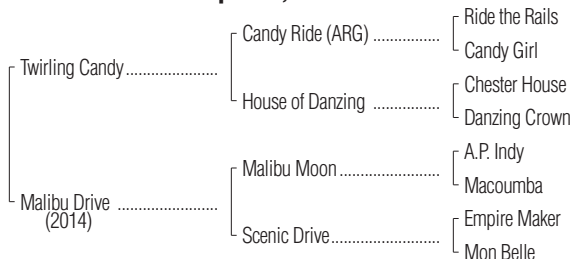 Ride the Rails
Candy Ride (ARG) ................
Candy Girl
Twirling Candy......................
Chester House
House of Danzing ................
Danzing Crown
A.P. Indy
Malibu Moon........................
Macoumba
Malibu Drive ........................
(2014)
Empire Maker
Scenic Drive..........................
Mon Belle